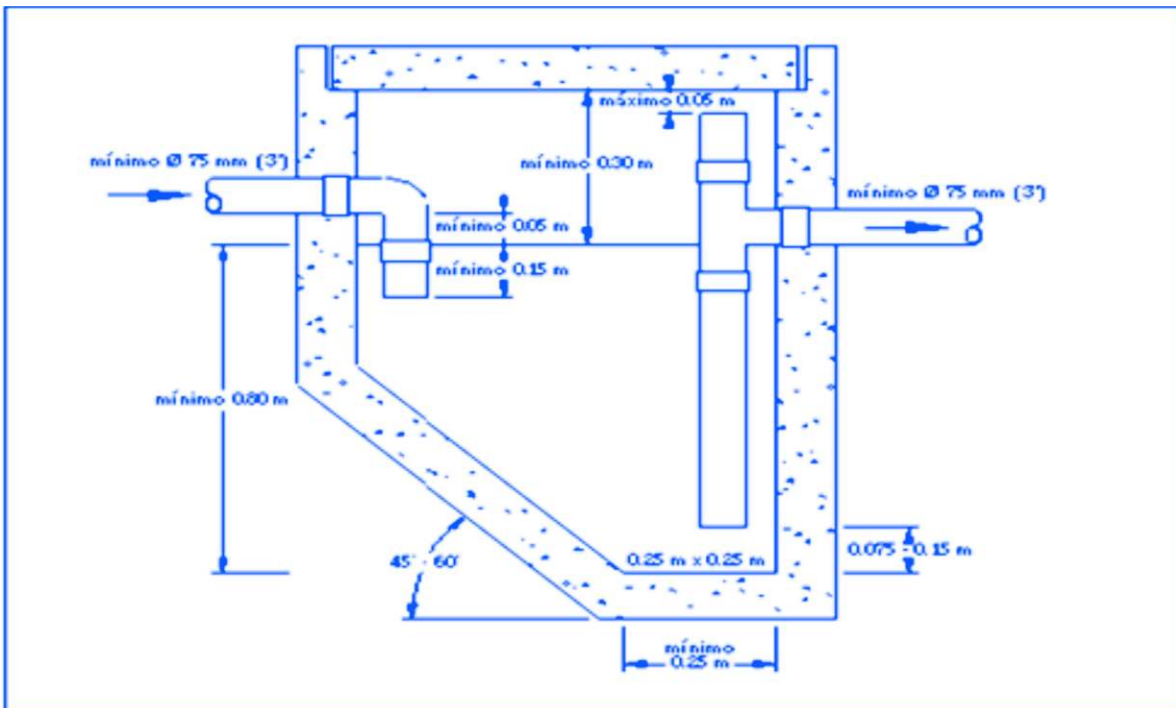 máximo 0.05 m
mínimo Ø 75 mm (3")
mínimo 0.30 m
mínimo Ø 75 mm (3")
mínimo 0.05 m
mínimo 0.15 m
mínimo 0.80 m
0.075 - 0.15 m
45° - 60°
0.25 m x 0.25 m
mínimo
0.25 m